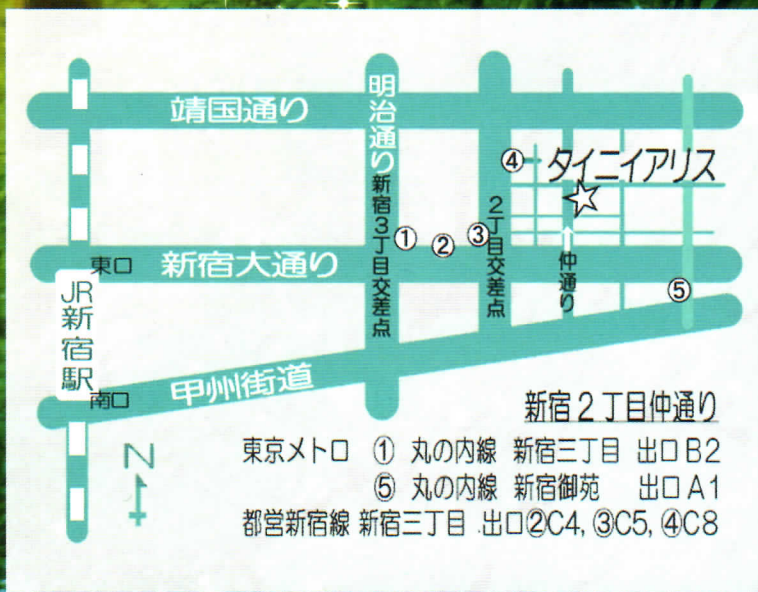 靖国通り
明治通り
新宿3丁目交差点
④
タイニイアリス
☆
2丁目交差点
①
②
③
東口
新宿大通り
仲通り
⑤
JR新宿駅
南口
甲州街道
N
新宿2丁目仲通り
東京メトロ ① 丸の内線 新宿三丁目 出口B2
⑤ 丸の内線 新宿御苑 出口A1
都営新宿線 新宿三丁目 出口②C4, ③C5, ④C8